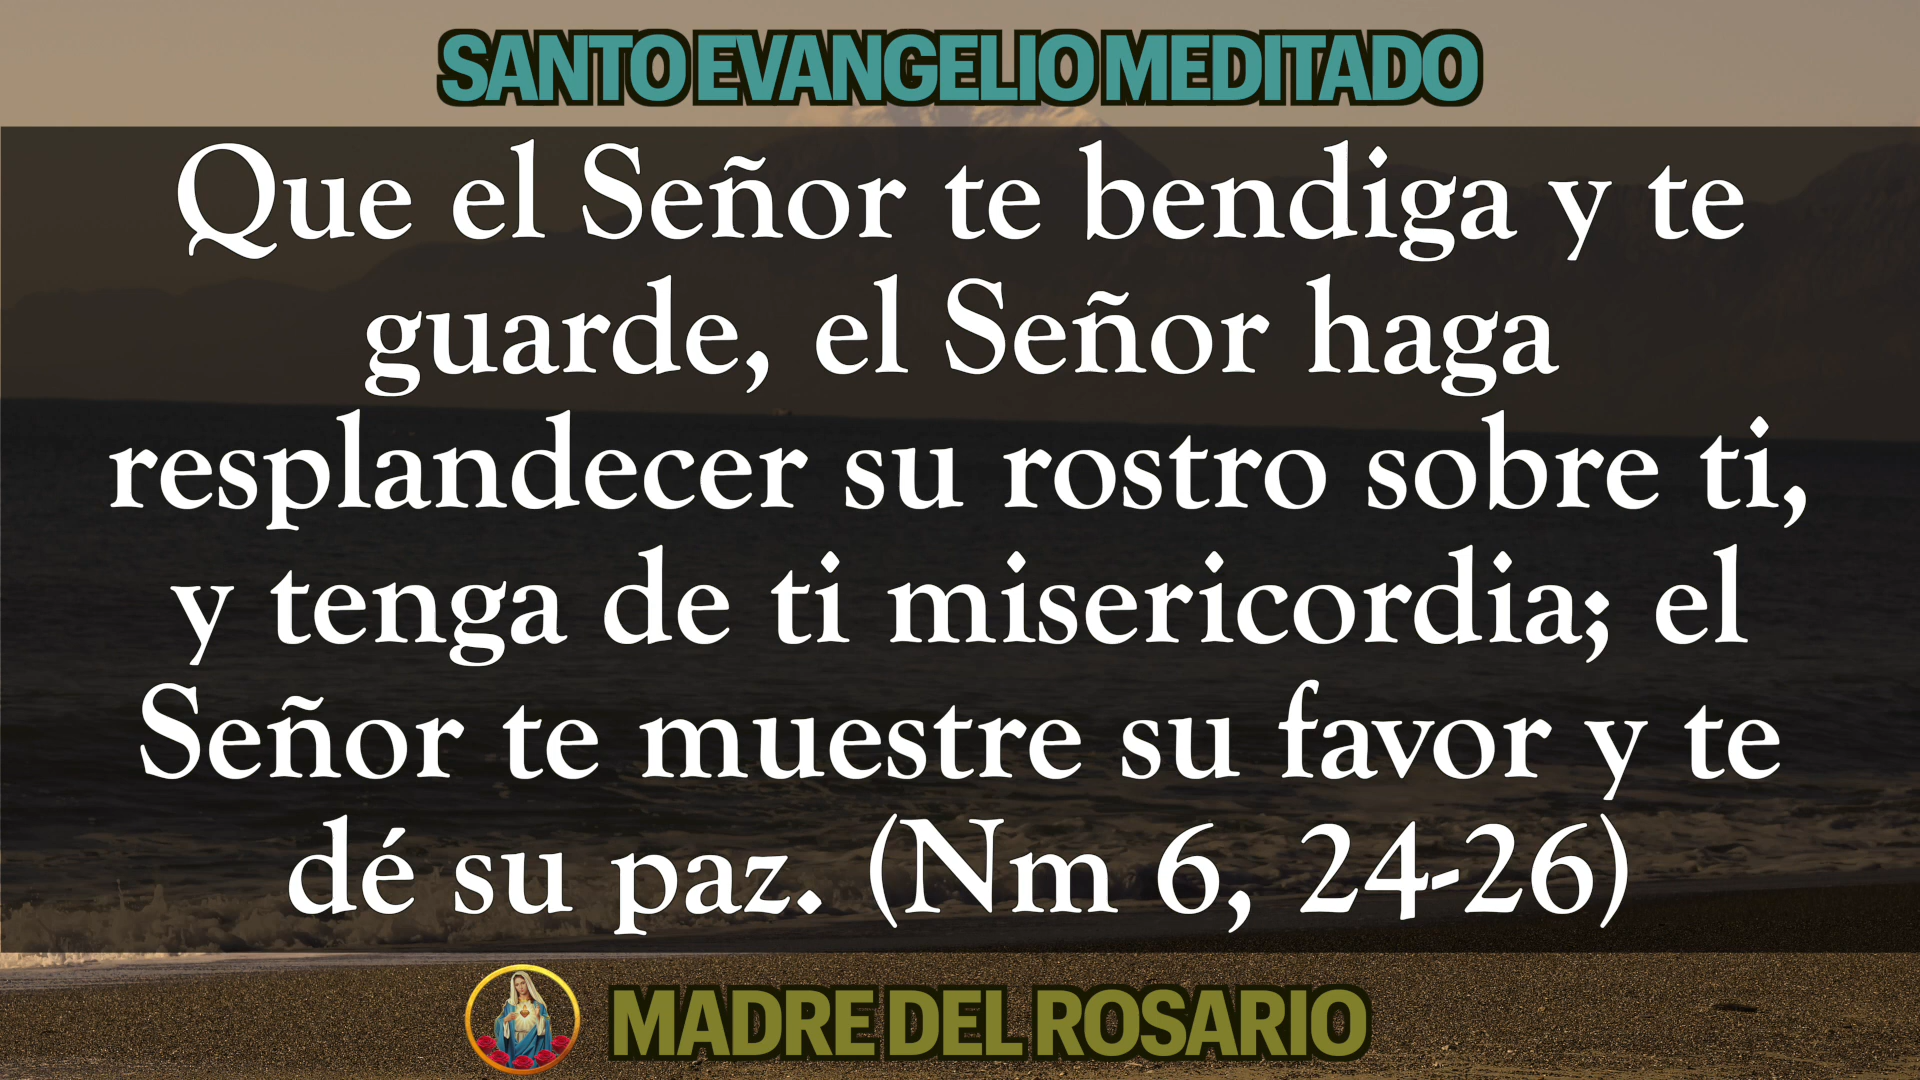 SANTO EVANGELIO MEDITADO
Que el Señor te bendiga y te
guarde, el Señor haga
resplandecer su rostro sobre ti,
y tenga de ti misericordia; el
Señor te muestre su favor y te
dé su paz. (Nm 6, 24-26)
MADRE DEL ROSARIO